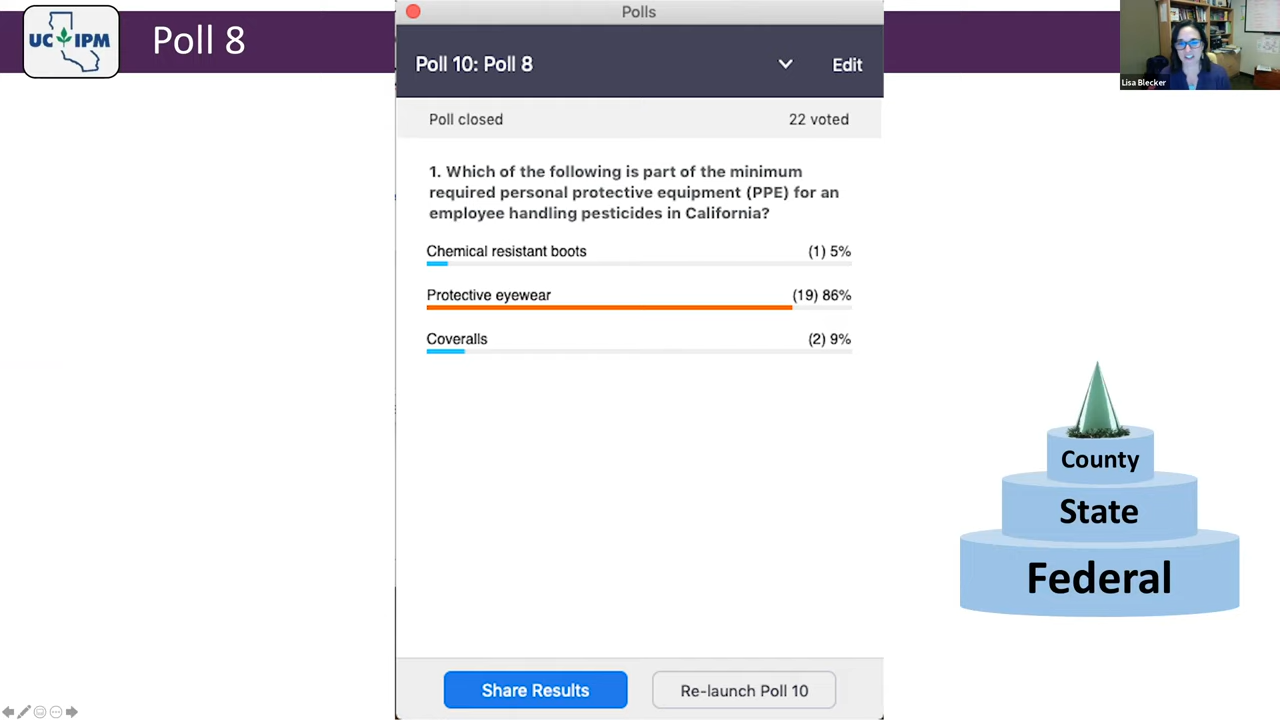 UC IPM
Poll 8
Polls
Poll 10: Poll 8
Edit
Poll closed
22 voted
1. Which of the following is part of the minimum
required personal protective equipment (PPE) for an
employee handling pesticides in California?
Chemical resistant boots
(1) 5%
Protective eyewear
(19) 86%
Coveralls
(2) 9%
Share Results
Re-launch Poll 10
Lisa Blecker
County
State
Federal